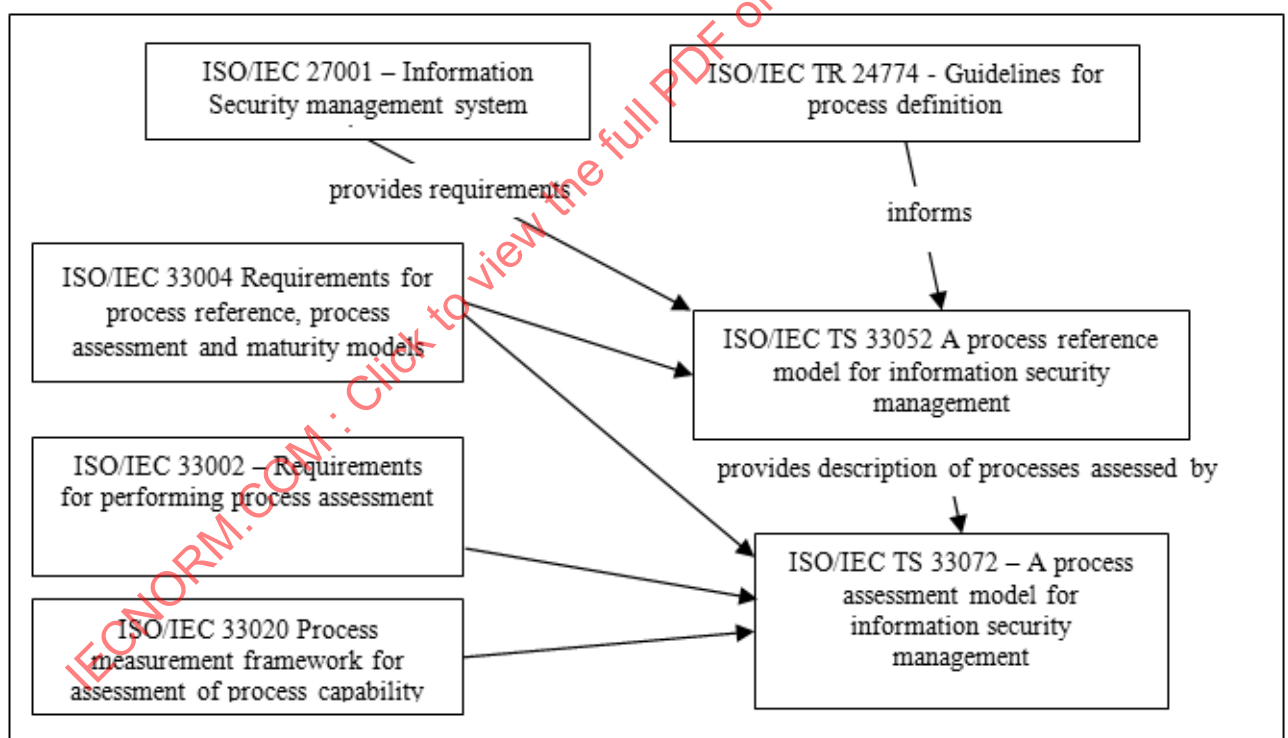 ISO/IEC 27001 – Information
Security management system
ISO/IEC TR 24774 - Guidelines for
process definition
provides requirements
informs
ISO/IEC 33004 Requirements for
process reference, process
assessment and maturity models
ISO/IEC TS 33052 A process reference
model for information security
management
ISO/IEC 33002 – Requirements
for performing process assessment
provides description of processes assessed by
ISO/IEC TS 33072 – A process
assessment model for
information security
management
ISO/IEC 33020 Process
measurement framework for
assessment of process capability
IECNORM.COM : Click to view the full PDF